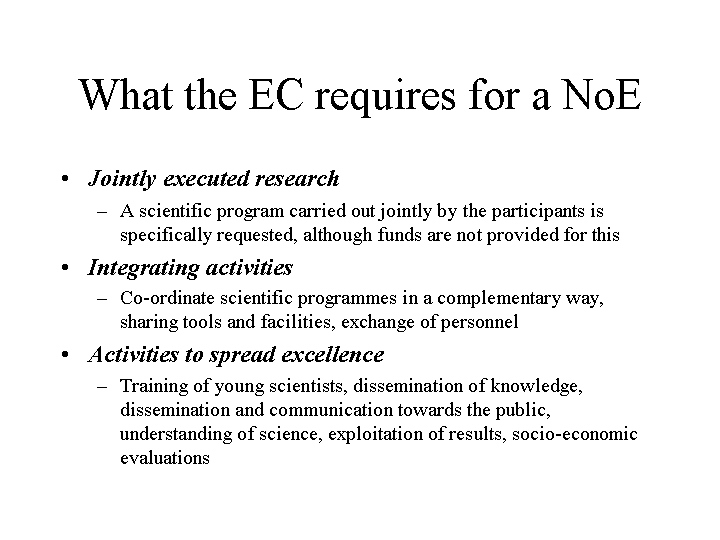 What the EC requires for a No.E
• Jointly executed research
– A scientific program carried out jointly by the participants is
specifically requested, although funds are not provided for this
• Integrating activities
– Co-ordinate scientific programmes in a complementary way,
sharing tools and facilities, exchange of personnel
• Activities to spread excellence
– Training of young scientists, dissemination of knowledge,
dissemination and communication towards the public,
understanding of science, exploitation of results, socio-economic
evaluations